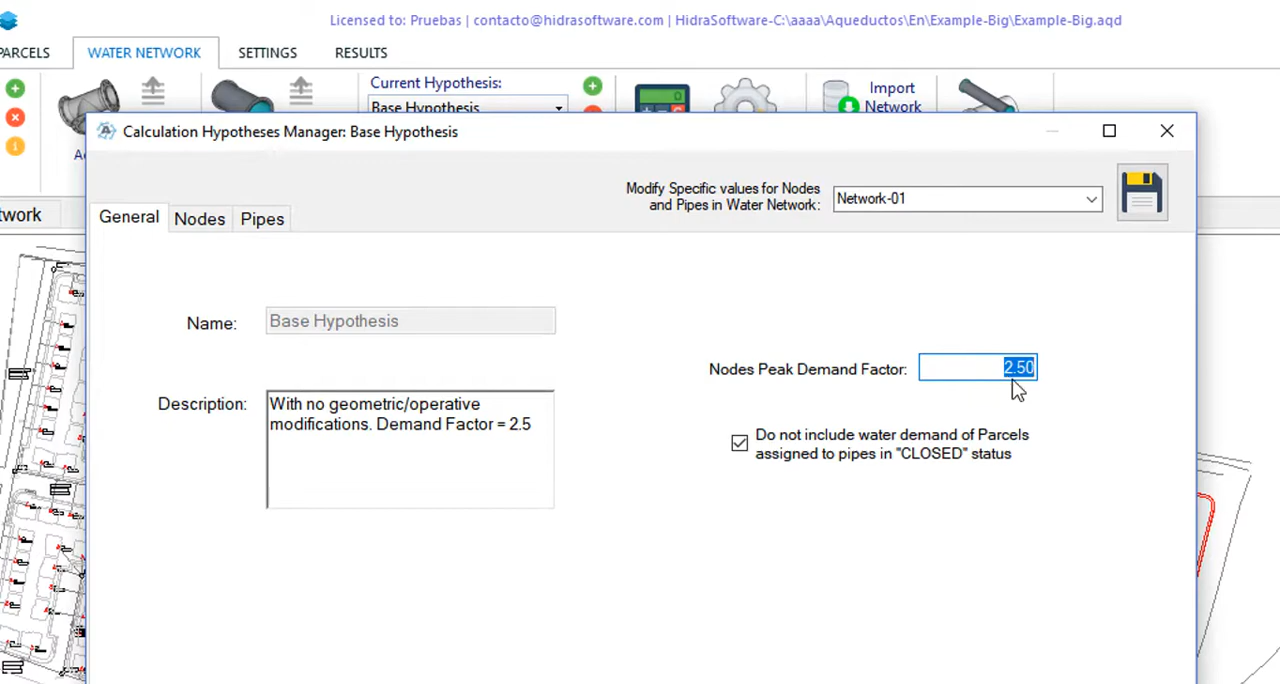 Licensed to: Pruebas | contacto@hidrasoftware.com | HidraSoftware-C:\aaaa\Aqueductos\En\Example-Big\Example-Big.aqd
PARCELS
WATER NETWORK
SETTINGS
RESULTS
Current Hypothesis:
Base Hypothesis
Import
Network
Calculation Hypotheses Manager: Base Hypothesis
Modify Specific values for Nodes
and Pipes in Water Network:
Network-01
General
Nodes
Pipes
Name:
Base Hypothesis
Nodes Peak Demand Factor:
2.50
Description:
With no geometric/operative
modifications. Demand Factor = 2.5
Do not include water demand of Parcels
assigned to pipes in "CLOSED" status